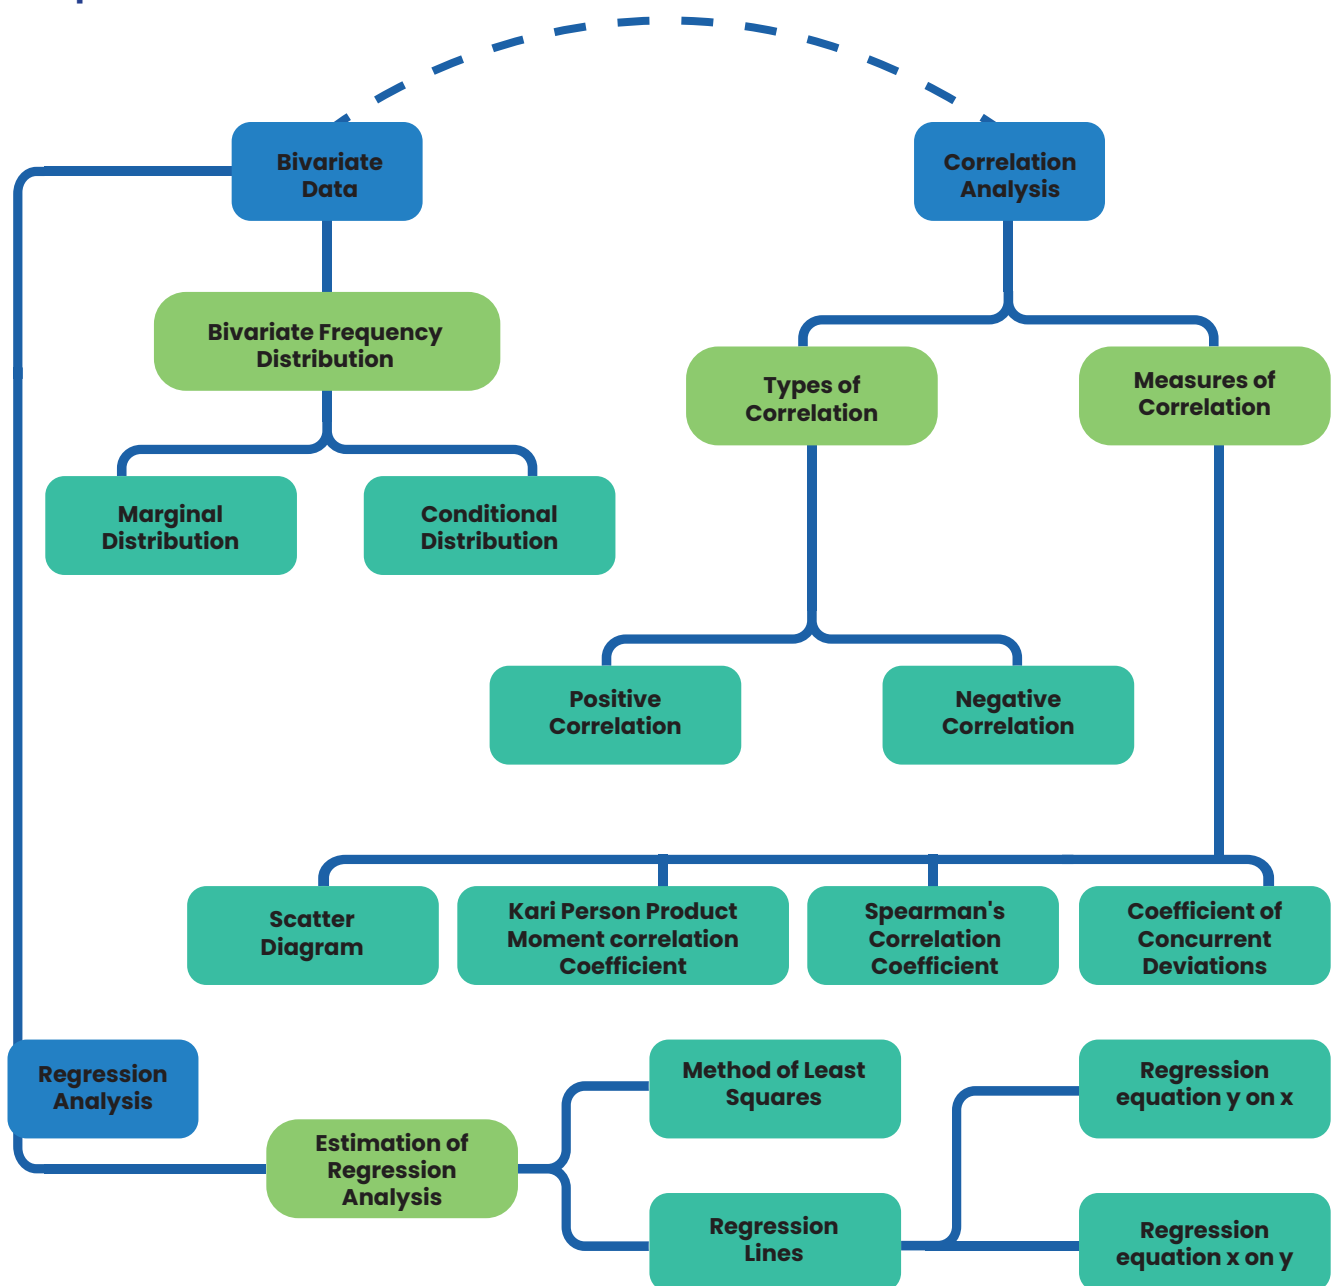 Bivariate
Data
Correlation
Analysis
Bivariate Frequency
Distribution
Types of
Correlation
Measures of
Correlation
Marginal
Distribution
Conditional
Distribution
Positive
Correlation
Negative
Correlation
Scatter
Diagram
Kari Person Product
Moment correlation
Coefficient
Spearman's
Correlation
Coefficient
Coefficient of
Concurrent
Deviations
Regression
Analysis
Estimation of
Regression
Analysis
Method of Least
Squares
Regression
Lines
Regression
equation y on x
Regression
equation x on y